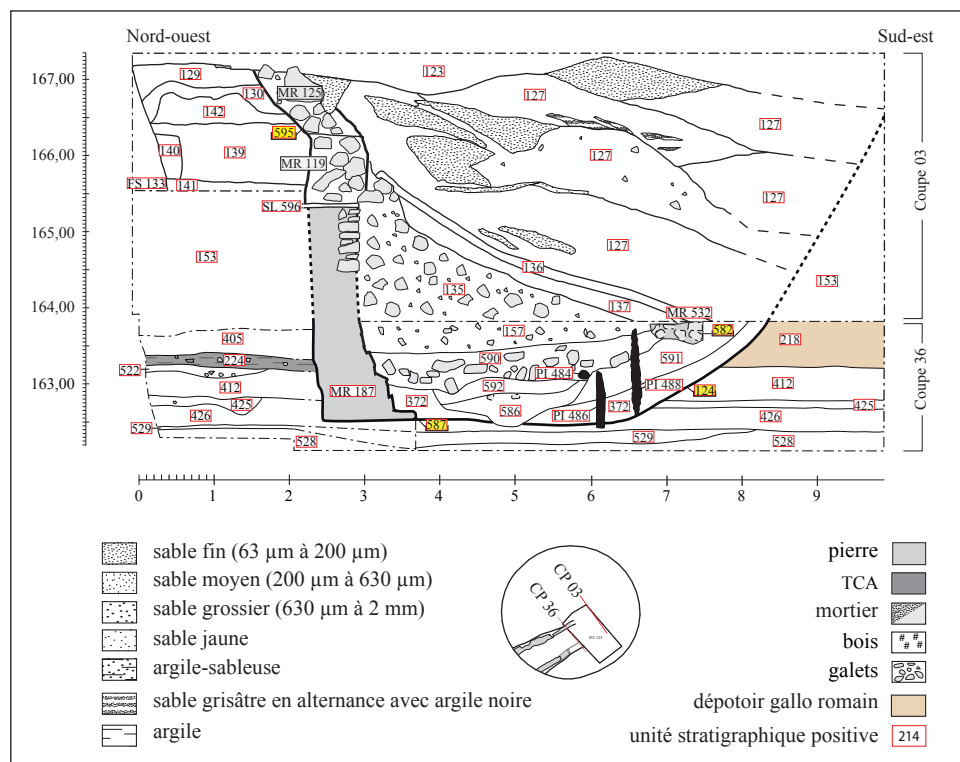 Nord-ouest Sud-est
167,00
166,00
165,00
164,00
163,00
129
130
142
140
139
141
FS 133
595
MR 125
MR 119
SL 596
123
127
127
127
127
127
136
135
137
153
153
MR 532
582
157
590
591
218
405
224
522
412
425
426
529
528
MR 187
372
592
586
PI 484
PI 486
372
PI 488
124
412
425
426
529
528
587
Coupe 03
Coupe 36
0 1 2 3 4 5 6 7 8 9
sable fin (63 µm à 200 µm)
sable moyen (200 µm à 630 µm)
sable grossier (630 µm à 2 mm)
sable jaune
argile-sableuse
sable grisâtre en alternance avec argile noire
argile
CP 03
CP 36
pierre
TCA
mortier
bois
galets
dépotoir gallo romain
unité stratigraphique positive 214